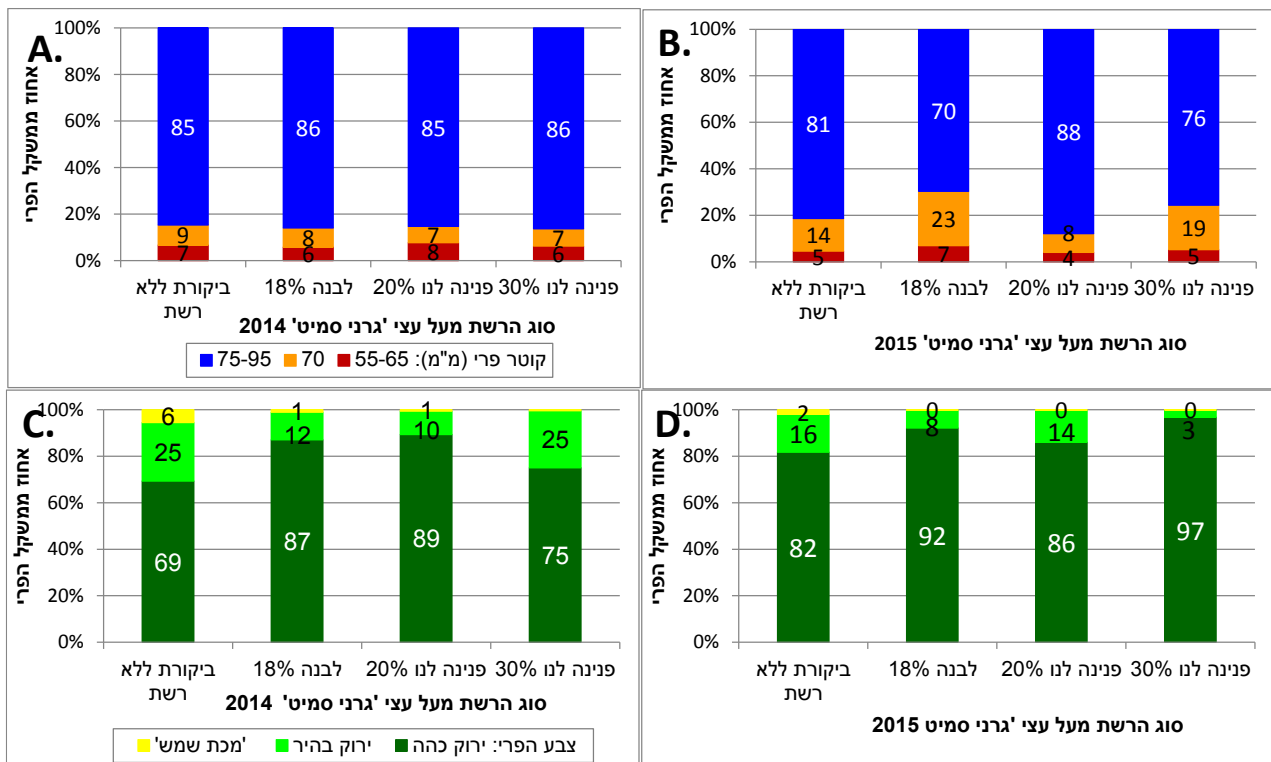 A.
100%
80%
60%
40%
20%
0%
אחוז ממשקל הפרי
85 86 85 86
9 8 7 7
7 6 8 6
ביקורת ללא רשת
לבנה 18%
פנינה לנו 20%
פנינה לנו 30%
סוג הרשת מעל עצי 'גרני סמיט' 2014
קוטר פרי (מ"מ): 55-65 70 75-95
B.
100%
80%
60%
40%
20%
0%
אחוז ממשקל הפרי
81 70 88 76
14 23 8 19
5 7 4 5
ביקורת ללא רשת
לבנה 18%
פנינה לנו 20%
פנינה לנו 30%
סוג הרשת מעל עצי 'גרני סמיט' 2015
C.
100%
80%
60%
40%
20%
0%
אחוז ממשקל הפרי
6 1 1
25 12 10 25
69 87 89 75
ביקורת ללא רשת
לבנה 18%
פנינה לנו 20%
פנינה לנו 30%
סוג הרשת מעל עצי 'גרני סמיט' 2014
צבע הפרי: ירוק כהה ירוק בהיר 'מכת שמש'
D.
100%
80%
60%
40%
20%
0%
אחוז ממשקל הפרי
2 0 0 0
16 8 14 3
82 92 86 97
ביקורת ללא רשת
לבנה 18%
פנינה לנו 20%
פנינה לנו 30%
סוג הרשת מעל עצי 'גרני סמיט 2015